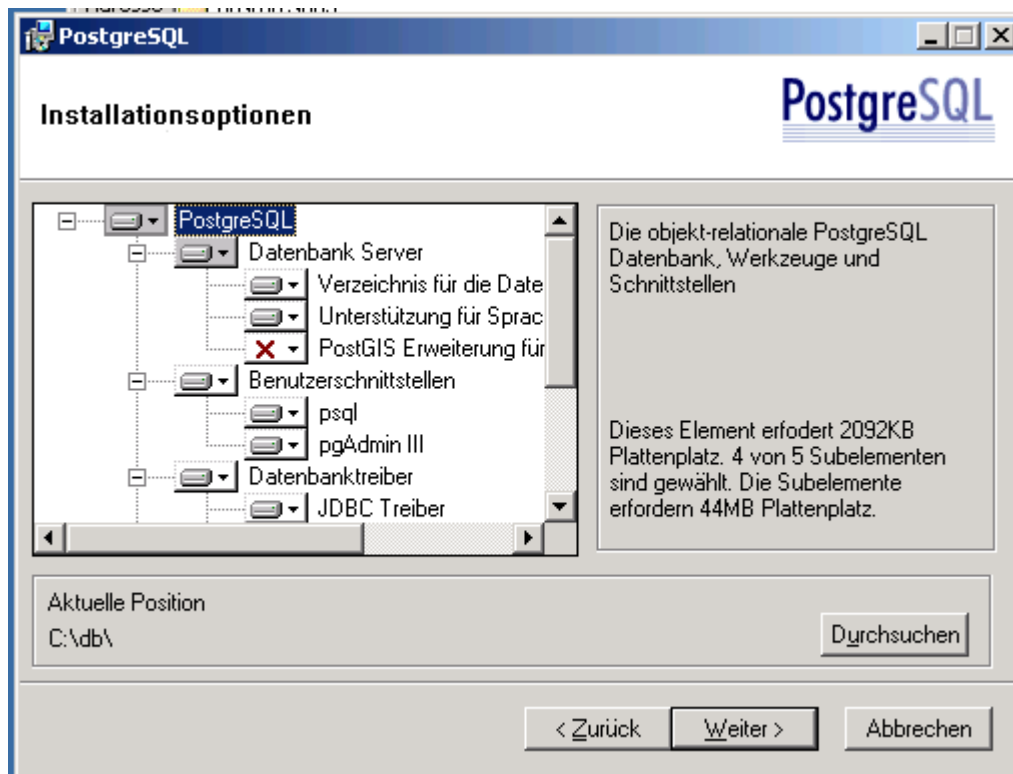 PostgreSQL
Installationsoptionen
PostgreSQL
PostgreSQL
Datenbank Server
Verzeichnis für die Date
Unterstützung für Sprac
PostGIS Erweiterung für
Benutzerschnittstellen
psql
pgAdmin III
Datenbanktreiber
JDBC Treiber
Die objekt-relationale PostgreSQL
Datenbank, Werkzeuge und
Schnittstellen
Dieses Element erfodert 2092KB
Plattenplatz. 4 von 5 Subelementen
sind gewählt. Die Subelemente
erfordern 44MB Plattenplatz.
Aktuelle Position
C:\db\
Durchsuchen
< Zurück
Weiter >
Abbrechen